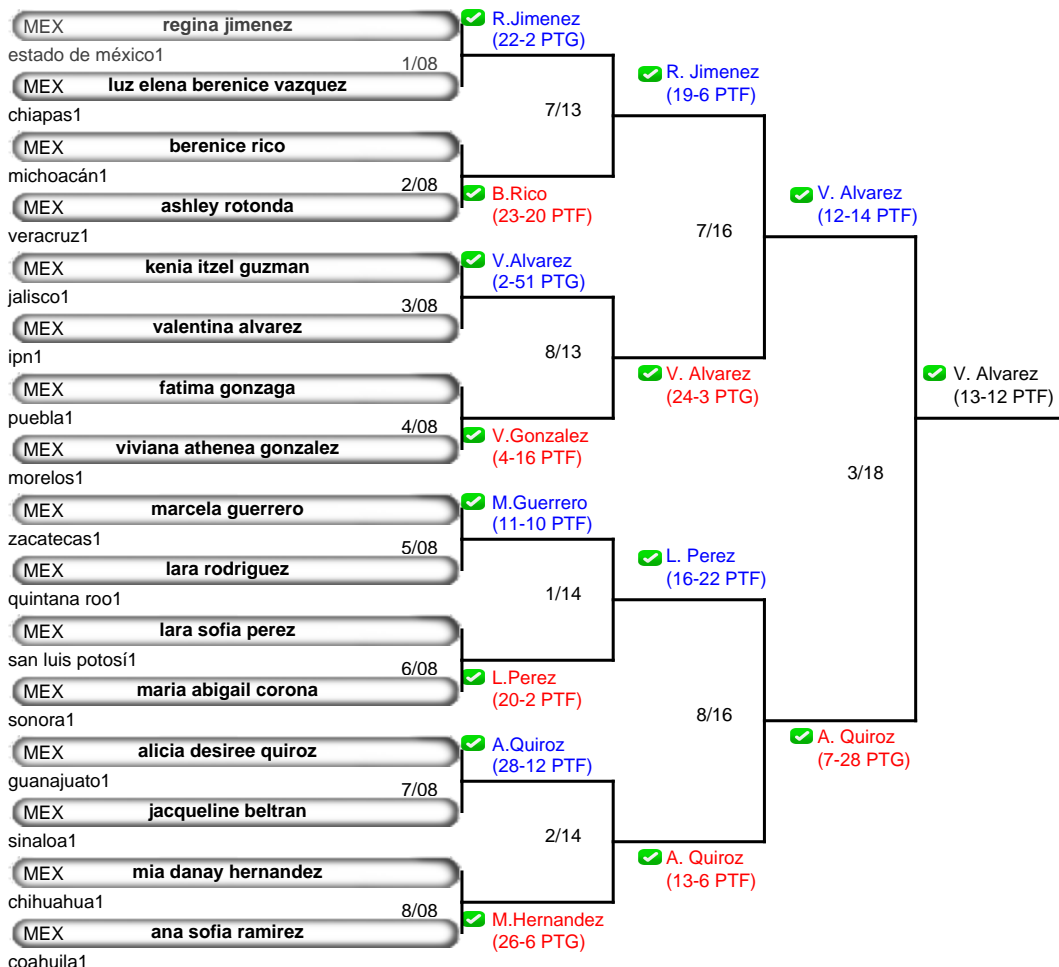 MEX regina jimenez
estado de méxico1
1/08
MEX luz elena berenice vazquez
chiapas1
MEX berenice rico
michoacán1
2/08
MEX ashley rotonda
veracruz1
MEX kenia itzel guzman
jalisco1
3/08
MEX valentina alvarez
ipn1
MEX fatima gonzaga
puebla1
4/08
MEX viviana athenea gonzalez
morelos1
MEX marcela guerrero
zacatecas1
5/08
MEX lara rodriguez
quintana roo1
MEX lara sofia perez
san luis potosí1
6/08
MEX maria abigail corona
sonora1
MEX alicia desiree quiroz
guanajuato1
7/08
MEX jacqueline beltran
sinaloa1
MEX mia danay hernandez
chihuahua1
8/08
MEX ana sofia ramirez
coahuila1
R.Jimenez
(22-2 PTG)
7/13
B.Rico
(23-20 PTF)
V.Alvarez
(2-51 PTG)
8/13
V.Gonzalez
(4-16 PTF)
M.Guerrero
(11-10 PTF)
1/14
L.Perez
(20-2 PTF)
A.Quiroz
(28-12 PTF)
2/14
M.Hernandez
(26-6 PTG)
R. Jimenez
(19-6 PTF)
7/16
V. Alvarez
(24-3 PTG)
L. Perez
(16-22 PTF)
8/16
A. Quiroz
(13-6 PTF)
V. Alvarez
(12-14 PTF)
3/18
A. Quiroz
(7-28 PTG)
V. Alvarez
(13-12 PTF)